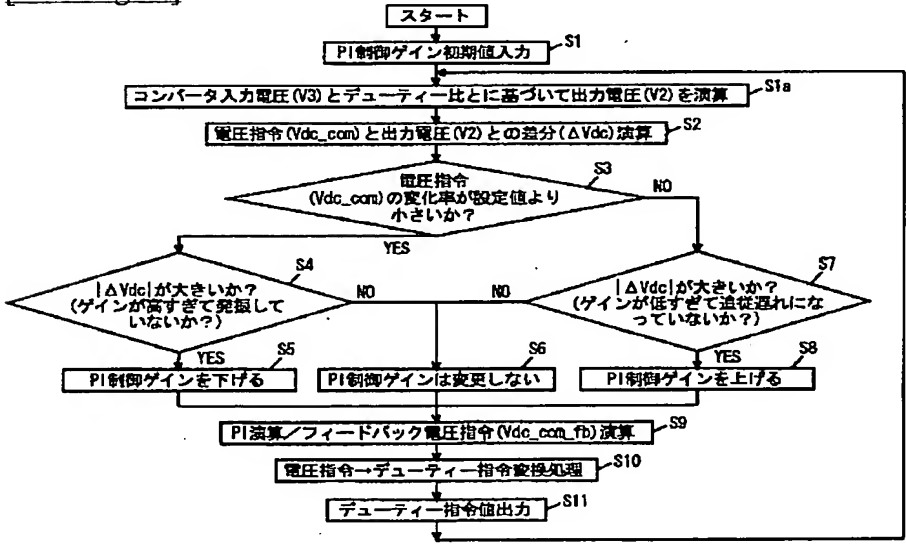 スタート
PI制御ゲイン初期値入力
S1
コンバータ入力電圧(V3)とデューティー比とに基づいて出力電圧(V2)を演算
S1a
電圧指令(Vdc_com)と出力電圧(V2)との差分(ΔVdc)演算
S2
電圧指令
(Vdc_com)の変化率が設定値より
小さいか?
S3
NO
YES
|ΔVdc|が大きいか?
(ゲインが高すぎて発振して
いないか?)
S4
NO
NO
|ΔVdc|が大きいか?
(ゲインが低すぎて追従遅れにな
っていないか?)
S7
YES
S5
S6
YES
S8
PI制御ゲインを下げる
PI制御ゲインは変更しない
PI制御ゲインを上げる
PI演算/フィードバック電圧指令(Vdc_com_fb)演算
S9
電圧指令→デューティー指令変換処理
S10
デューティー指令値出力
S11